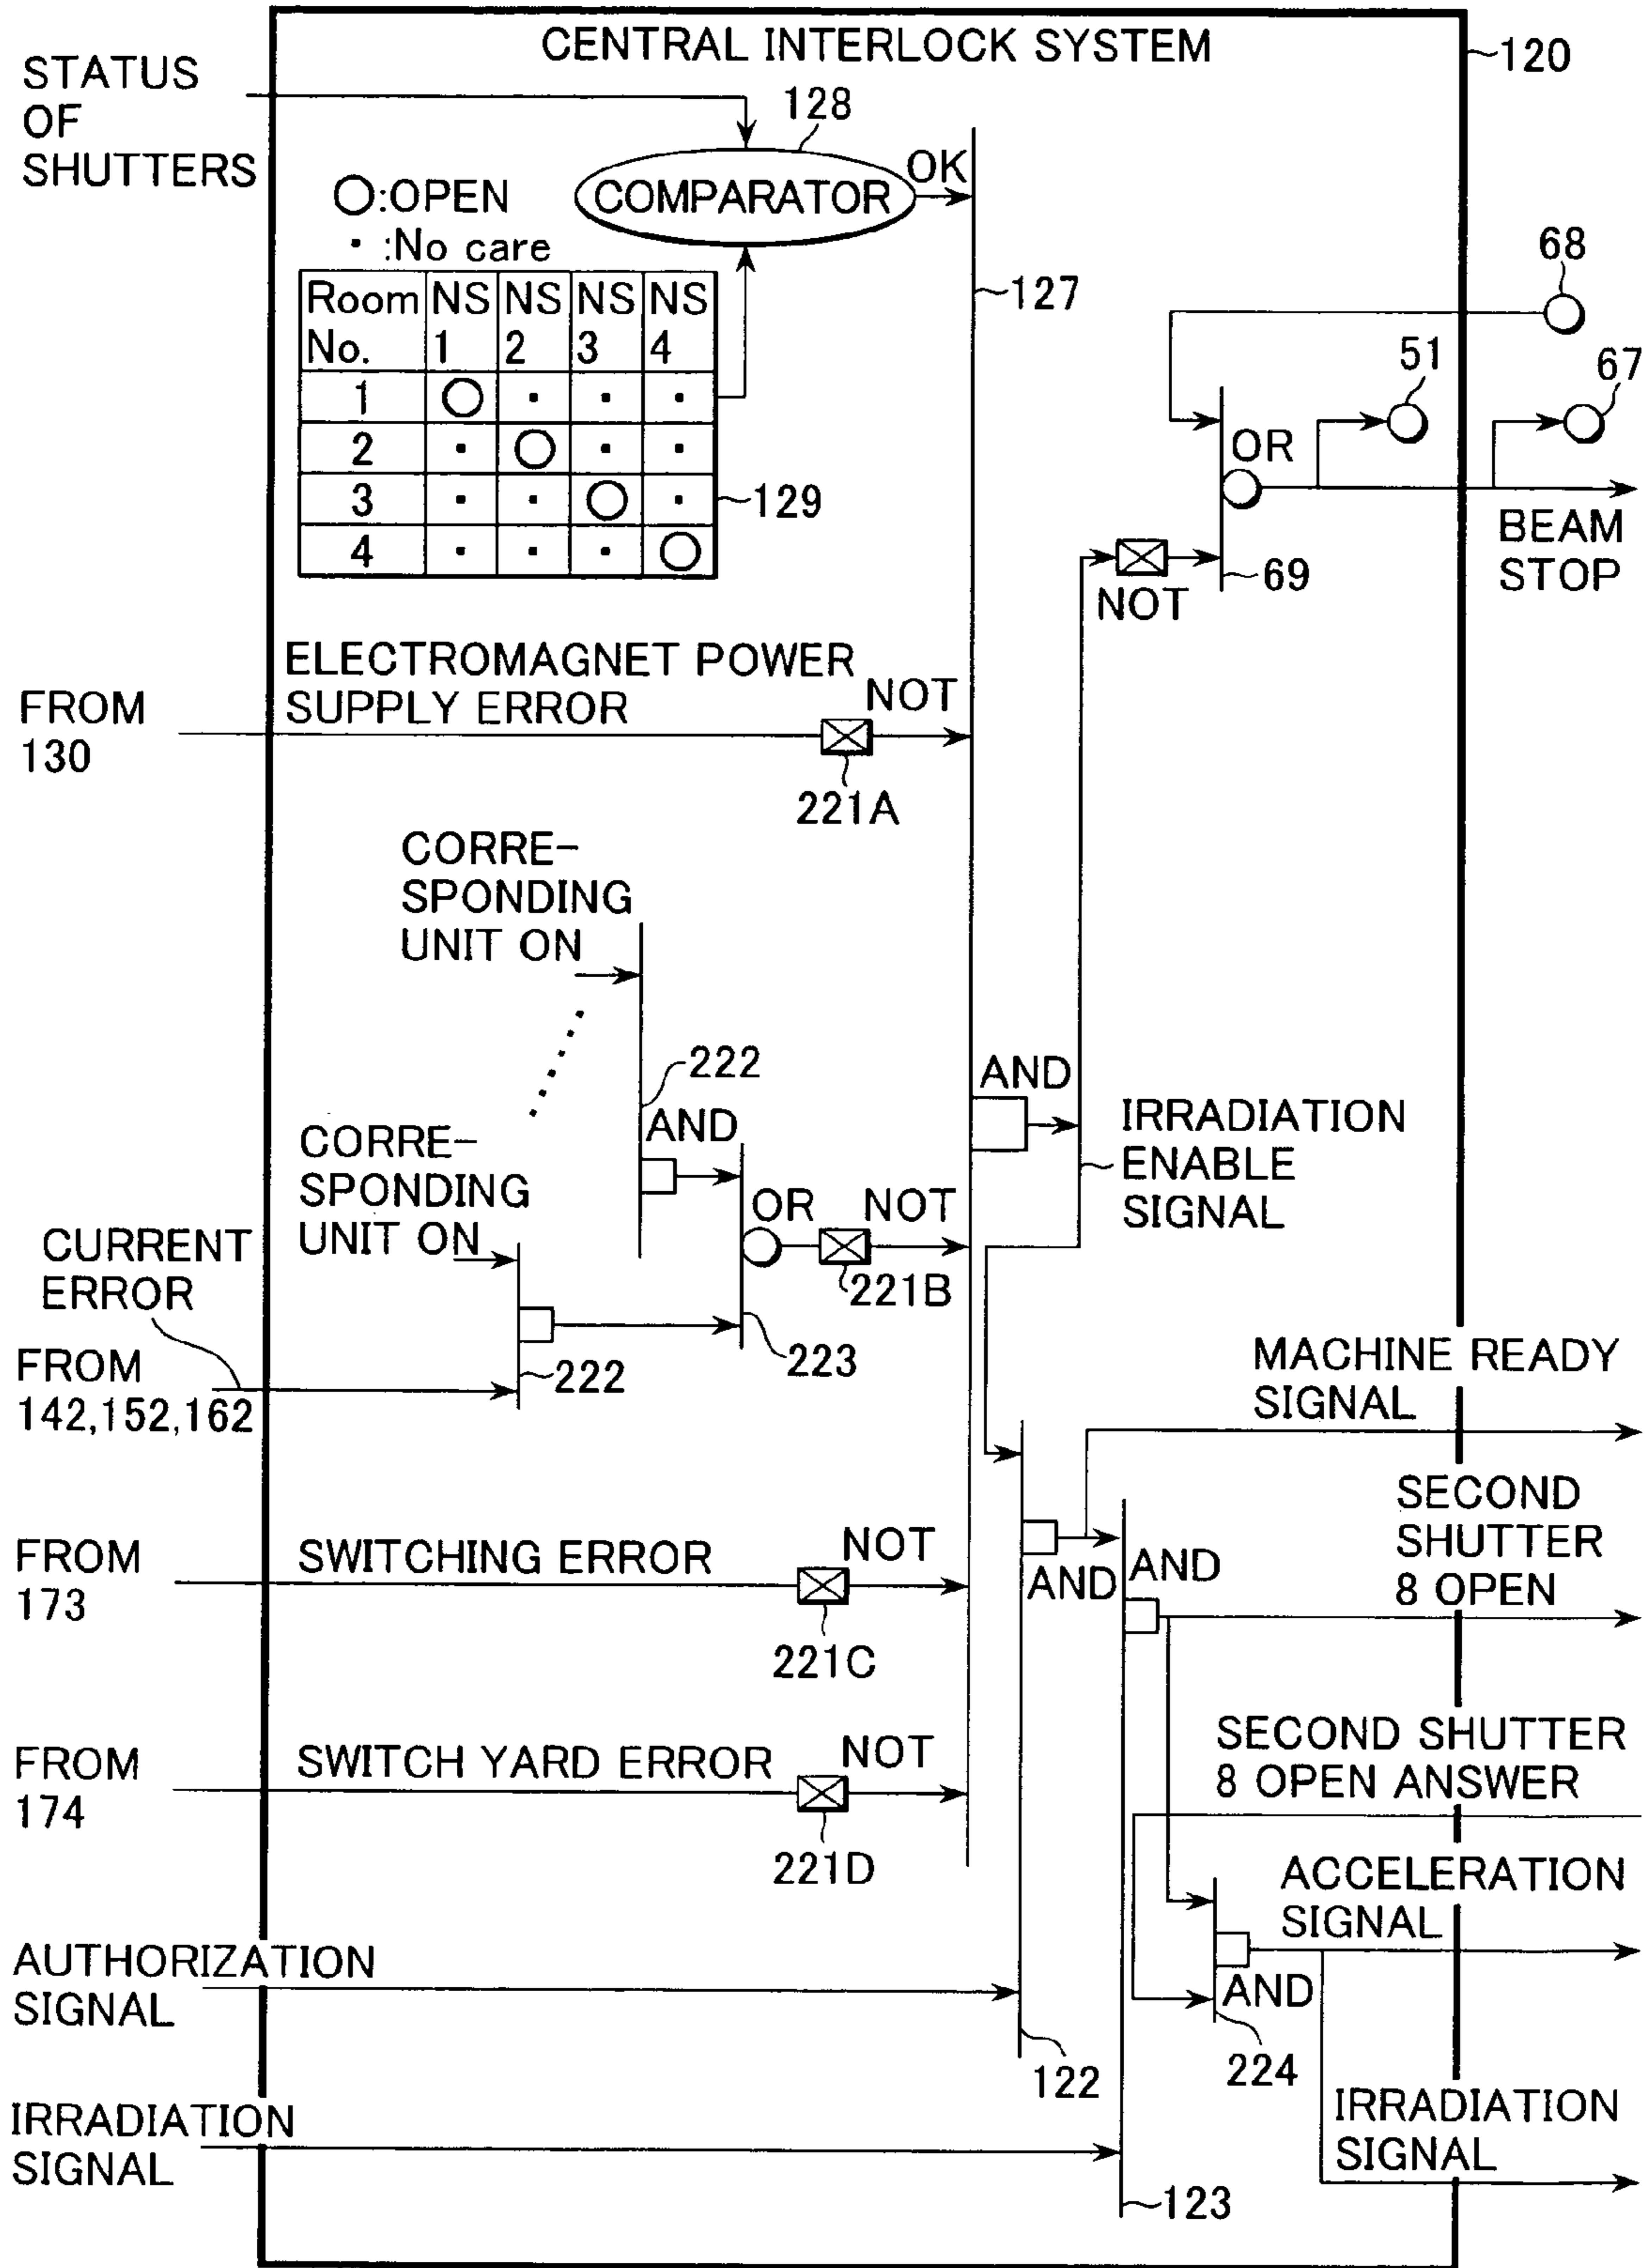 CENTRAL INTERLOCK SYSTEM
120
STATUS
OF
SHUTTERS
128
COMPARATOR
OK
○:OPEN
・:No care
127
Room No. NS 1 NS 2 NS 3 NS 4
1 ○ ・ ・ ・
2 ・ ○ ・ ・
3 ・ ・ ○ ・
4 ・ ・ ・ ○
129
68
51
67
OR
BEAM
STOP
NOT
69
ELECTROMAGNET POWER
SUPPLY ERROR
NOT
FROM
130
221A
CORRE-
SPONDING
UNIT ON
222
AND
AND
IRRADIATION
ENABLE
SIGNAL
CORRE-
SPONDING
UNIT ON
OR
NOT
221B
CURRENT
ERROR
FROM
142,152,162
222
223
MACHINE READY
SIGNAL
SECOND
SHUTTER
8 OPEN
FROM
173
SWITCHING ERROR
NOT
221C
AND
AND
SECOND SHUTTER
8 OPEN ANSWER
FROM
174
SWITCH YARD ERROR
NOT
221D
ACCELERATION
SIGNAL
AUTHORIZATION
SIGNAL
AND
224
122
IRRADIATION
SIGNAL
IRRADIATION
SIGNAL
123